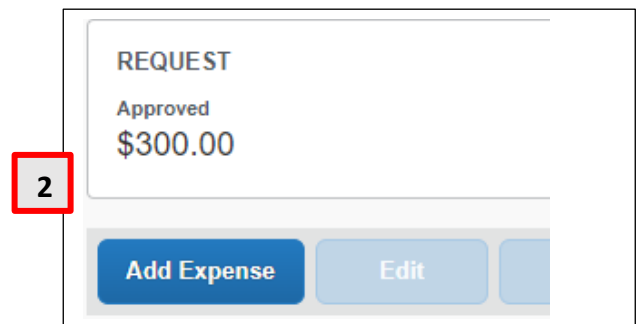 REQUEST
Approved
$300.00
2
Add Expense Edit